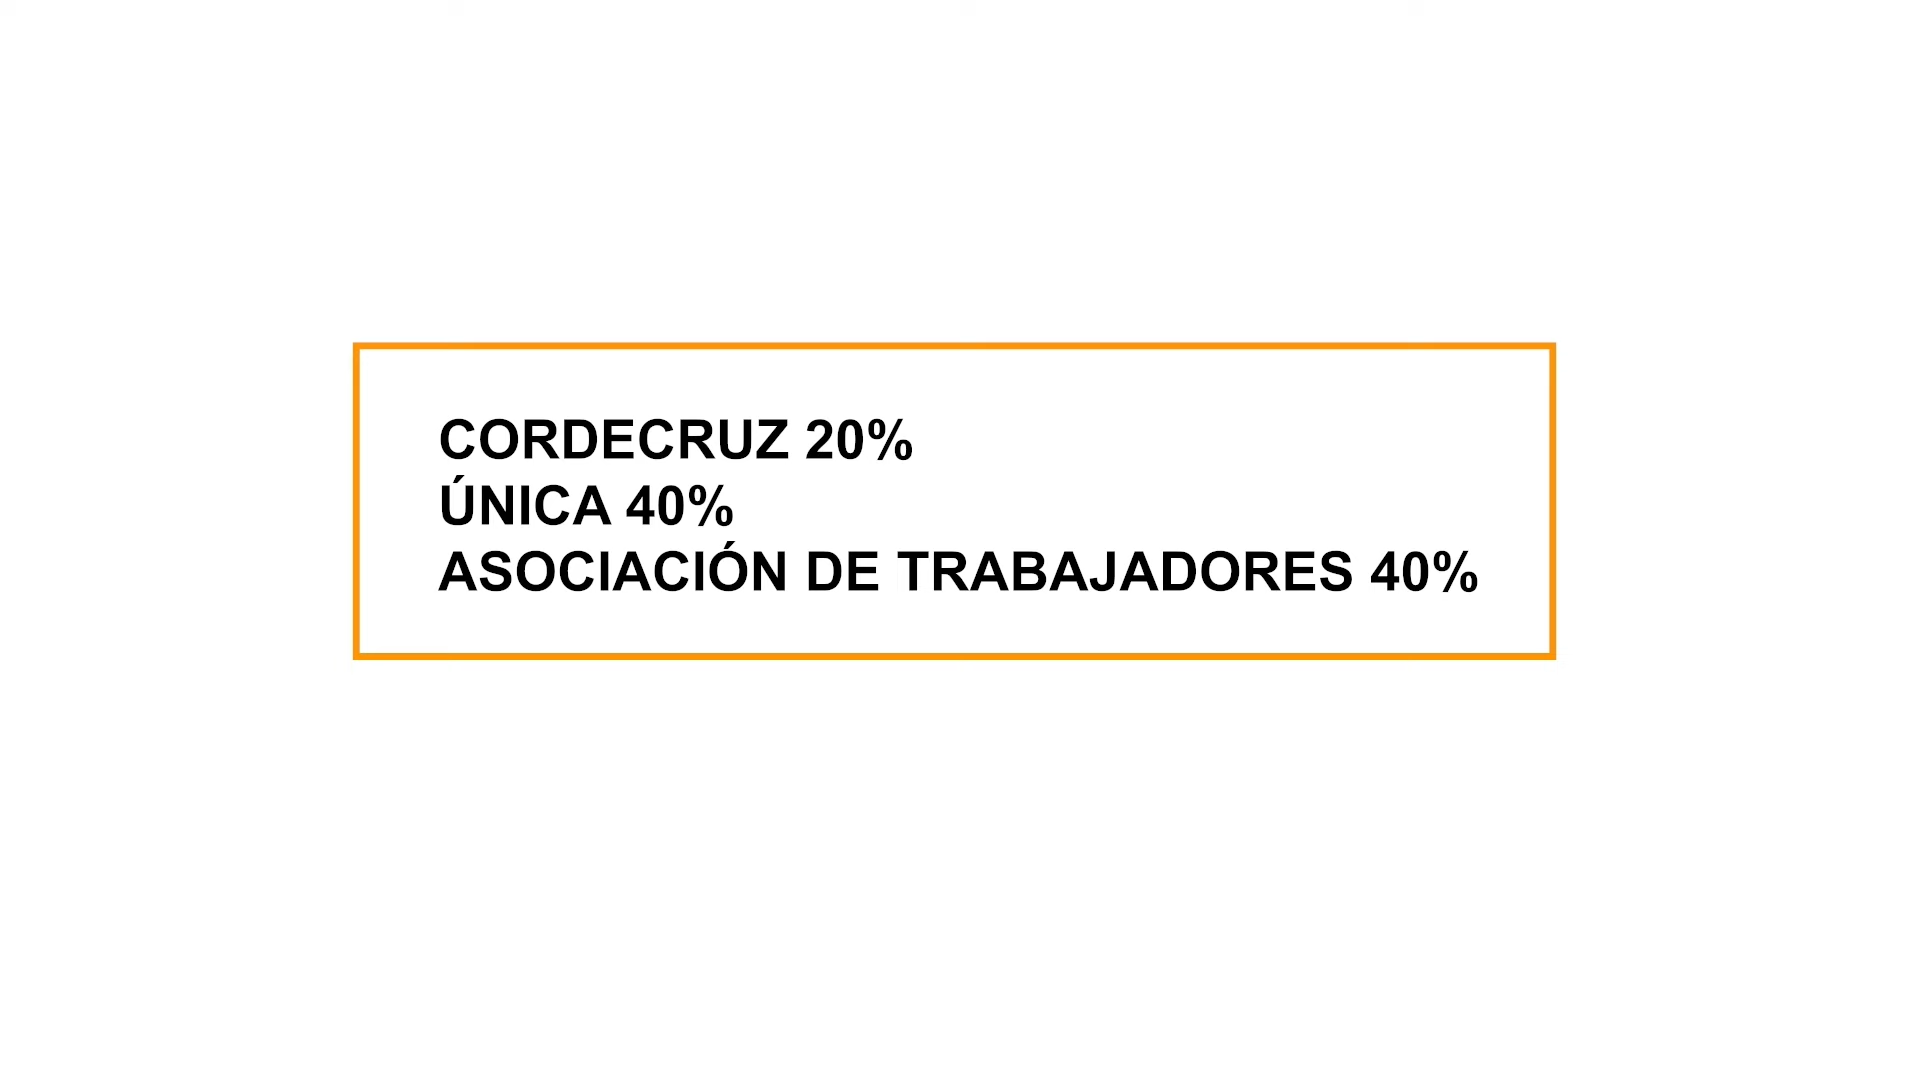 CORDECRUZ 20%
ÚNICA 40%
ASOCIACIÓN DE TRABAJADORES 40%